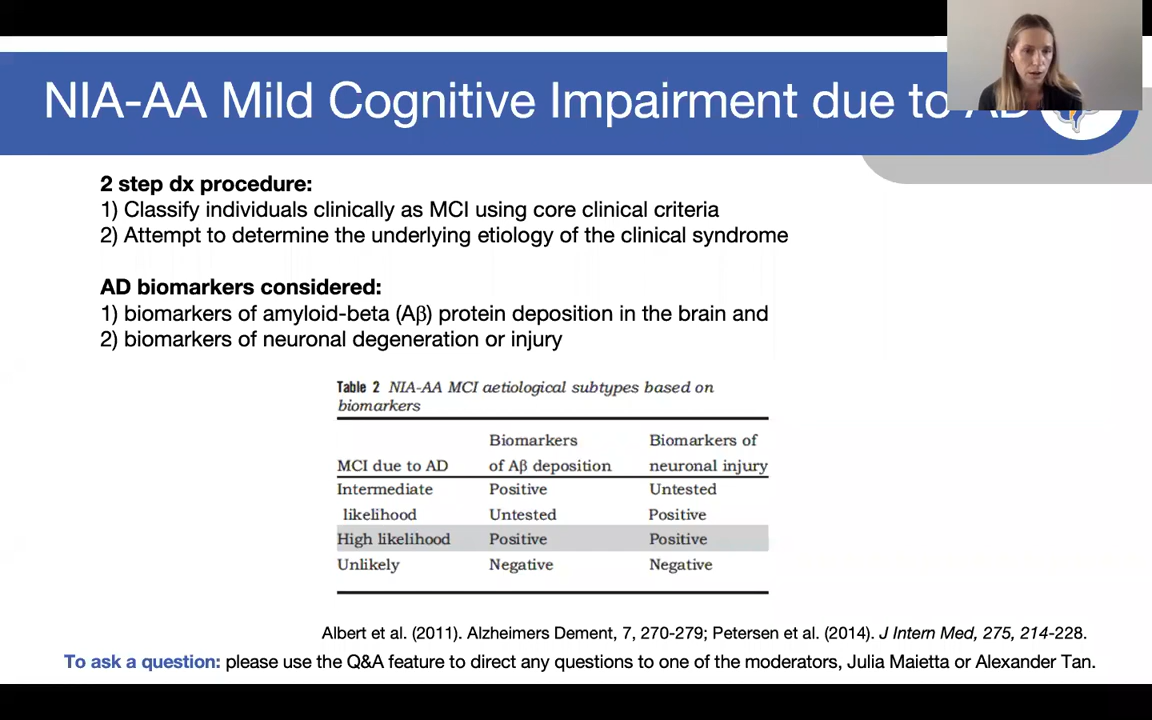 NIA-AA Mild Cognitive Impairment due to AD
2 step dx procedure:
1) Classify individuals clinically as MCI using core clinical criteria
2) Attempt to determine the underlying etiology of the clinical syndrome
AD biomarkers considered:
1) biomarkers of amyloid-beta (Aβ) protein deposition in the brain and
2) biomarkers of neuronal degeneration or injury
Table 2 NIA-AA MCI aetiological subtypes based on
biomarkers
Biomarkers Biomarkers of
MCI due to AD of Aβ deposition neuronal injury
Intermediate Positive Untested
likelihood Untested Positive
High likelihood Positive Positive
Unlikely Negative Negative
Albert et al. (2011). Alzheimers Dement, 7, 270-279; Petersen et al. (2014). J Intern Med, 275, 214-228.
To ask a question: please use the Q&A feature to direct any questions to one of the moderators, Julia Maietta or Alexander Tan.